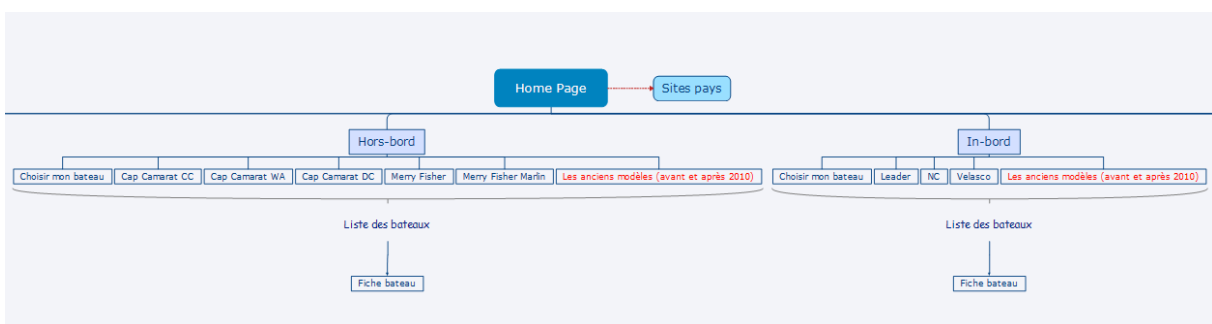 Home Page
Sites pays
Hors-bord
In-bord
Choisir mon bateau
Cap Camarat CC
Cap Camarat WA
Cap Camarat DC
Merry Fisher
Merry Fisher Marlin
Les anciens modèles (avant et après 2010)
Choisir mon bateau
Leader
NC
Velasco
Les anciens modèles (avant et après 2010)
Liste des bateaux
Liste des bateaux
Fiche bateau
Fiche bateau